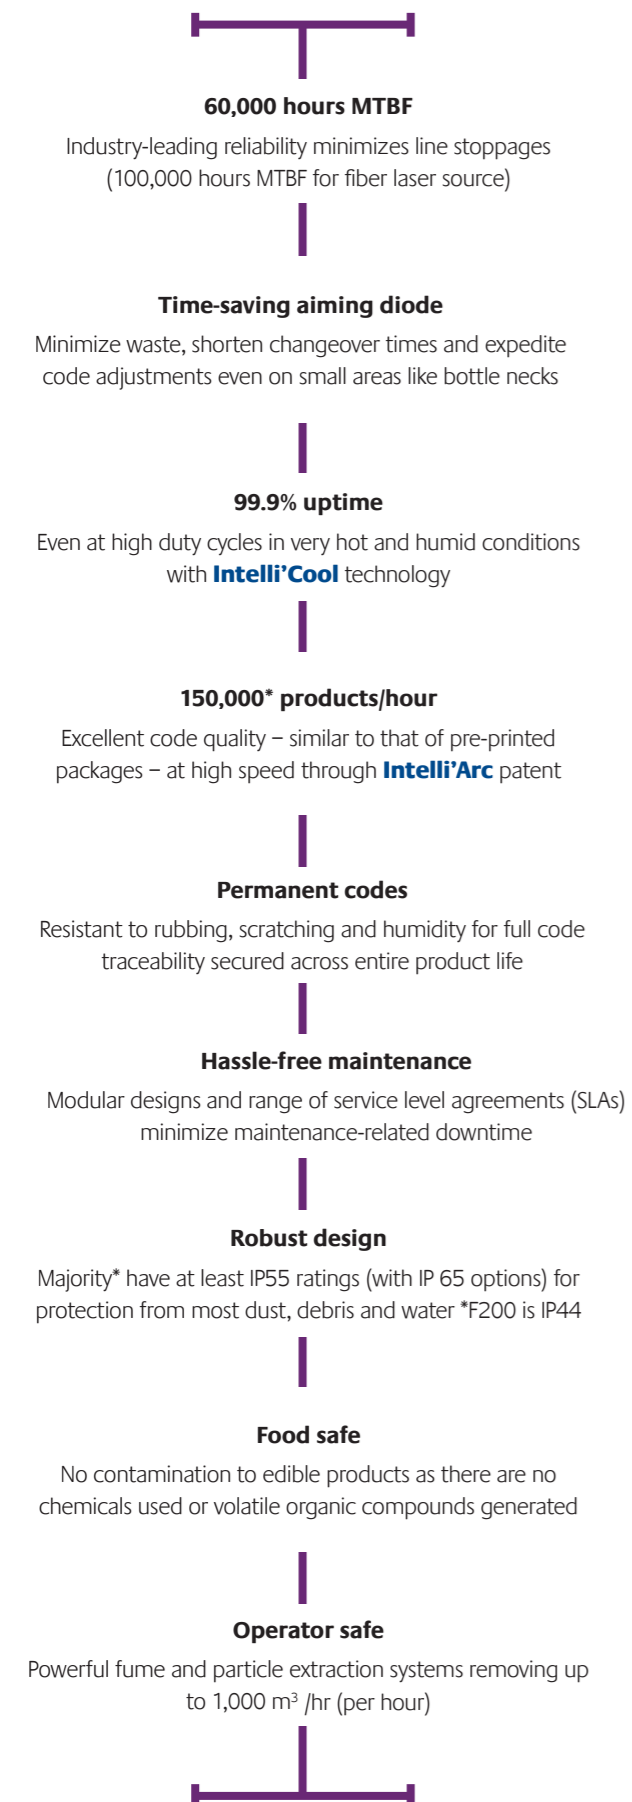 60,000 hours MTBF
Industry-leading reliability minimizes line stoppages
(100,000 hours MTBF for fiber laser source)
Time-saving aiming diode
Minimize waste, shorten changeover times and expedite
code adjustments even on small areas like bottle necks
99.9% uptime
Even at high duty cycles in very hot and humid conditions
with Intelli’Cool technology
150,000* products/hour
Excellent code quality – similar to that of pre-printed
packages – at high speed through Intelli’Arc patent
Permanent codes
Resistant to rubbing, scratching and humidity for full code
traceability secured across entire product life
Hassle-free maintenance
Modular designs and range of service level agreements (SLAs)
minimize maintenance-related downtime
Robust design
Majority* have at least IP55 ratings (with IP 65 options) for
protection from most dust, debris and water *F200 is IP44
Food safe
No contamination to edible products as there are no
chemicals used or volatile organic compounds generated
Operator safe
Powerful fume and particle extraction systems removing up
to 1,000 m³ /hr (per hour)